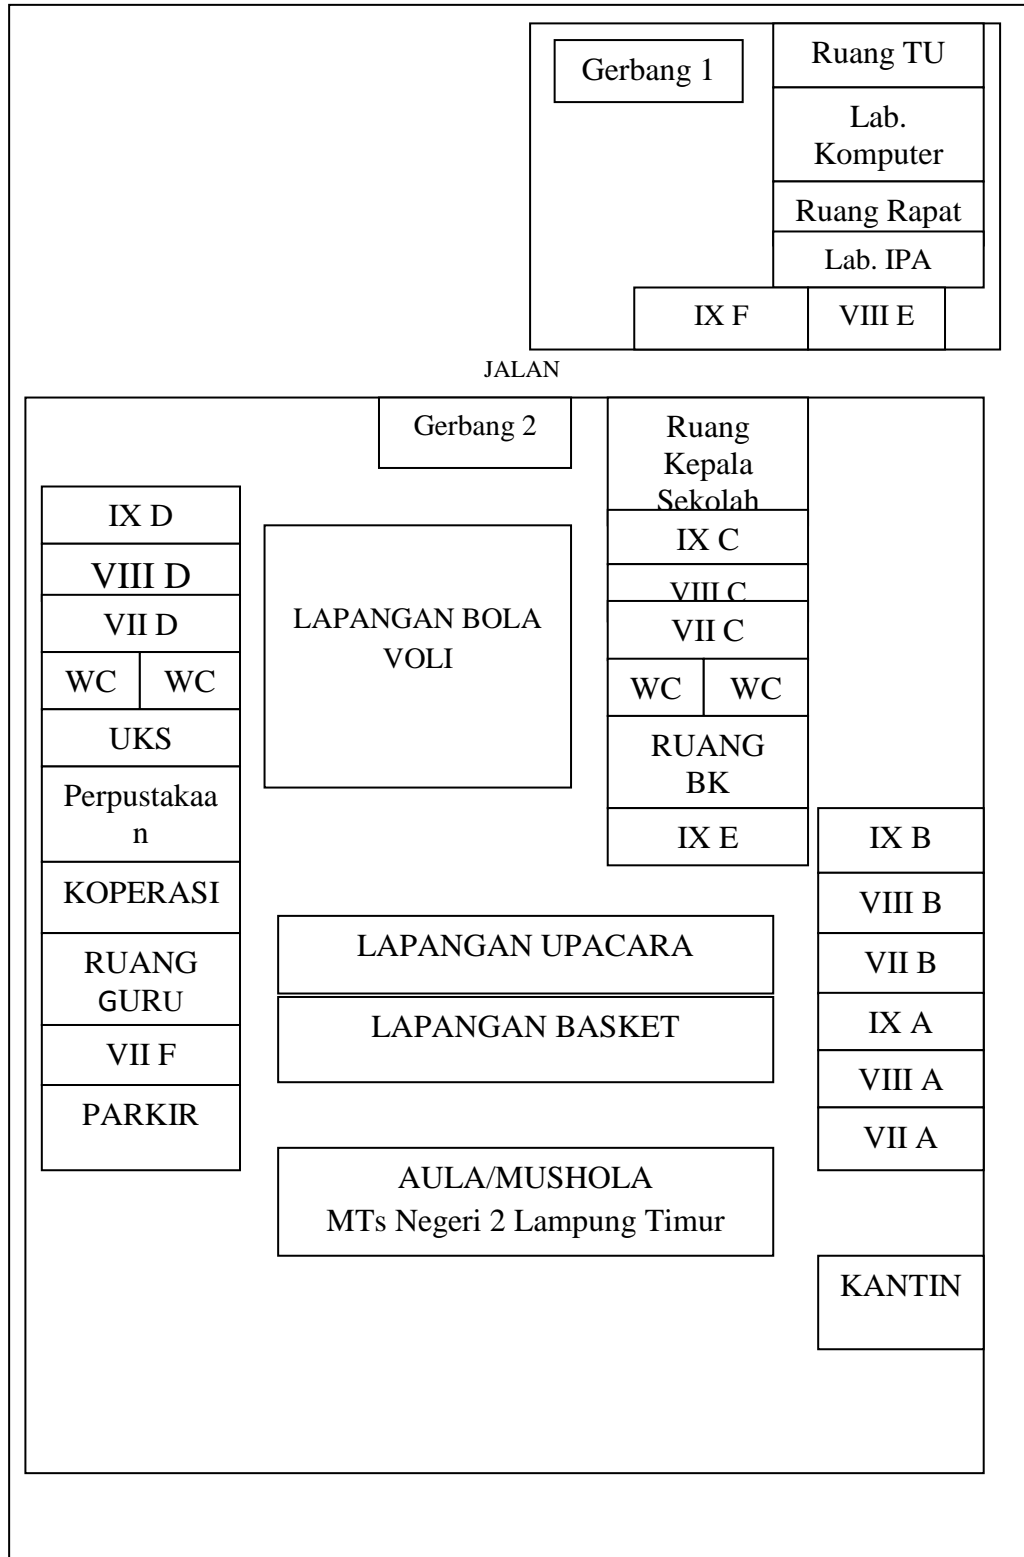 Gerbang 1
Ruang TU
Lab.
Komputer
Ruang Rapat
Lab. IPA
IX F
VIII E
JALAN
Gerbang 2
Ruang
Kepala
Sekolah
IX D
VIII D
VII D
WC
WC
UKS
Perpustakaa
n
KOPERASI
RUANG
GURU
VII F
PARKIR
LAPANGAN BOLA
VOLI
IX C
VIII C
VII C
WC
WC
RUANG
BK
IX E
LAPANGAN UPACARA
LAPANGAN BASKET
AULA/MUSHOLA
MTs Negeri 2 Lampung Timur
IX B
VIII B
VII B
IX A
VIII A
VII A
KANTIN